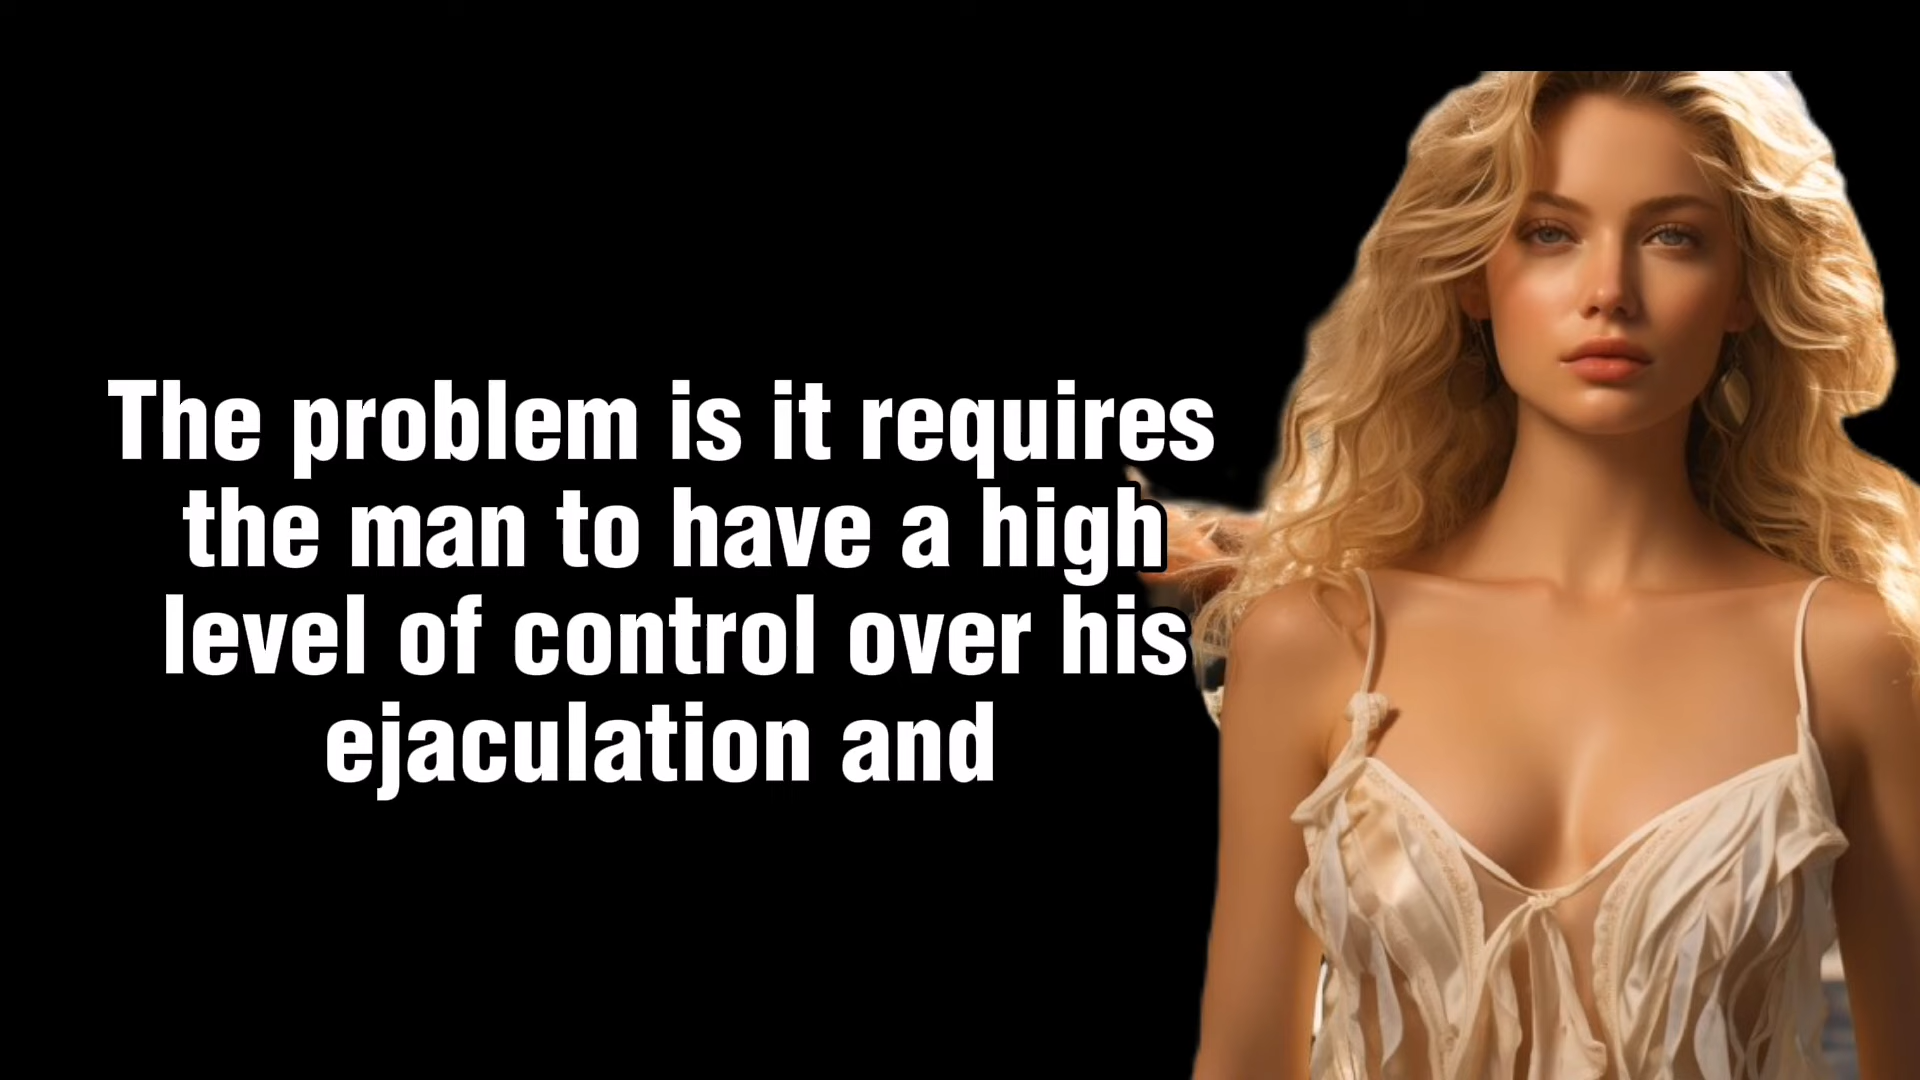 The problem is it requires
the man to have a high
level of control over his
ejaculation and